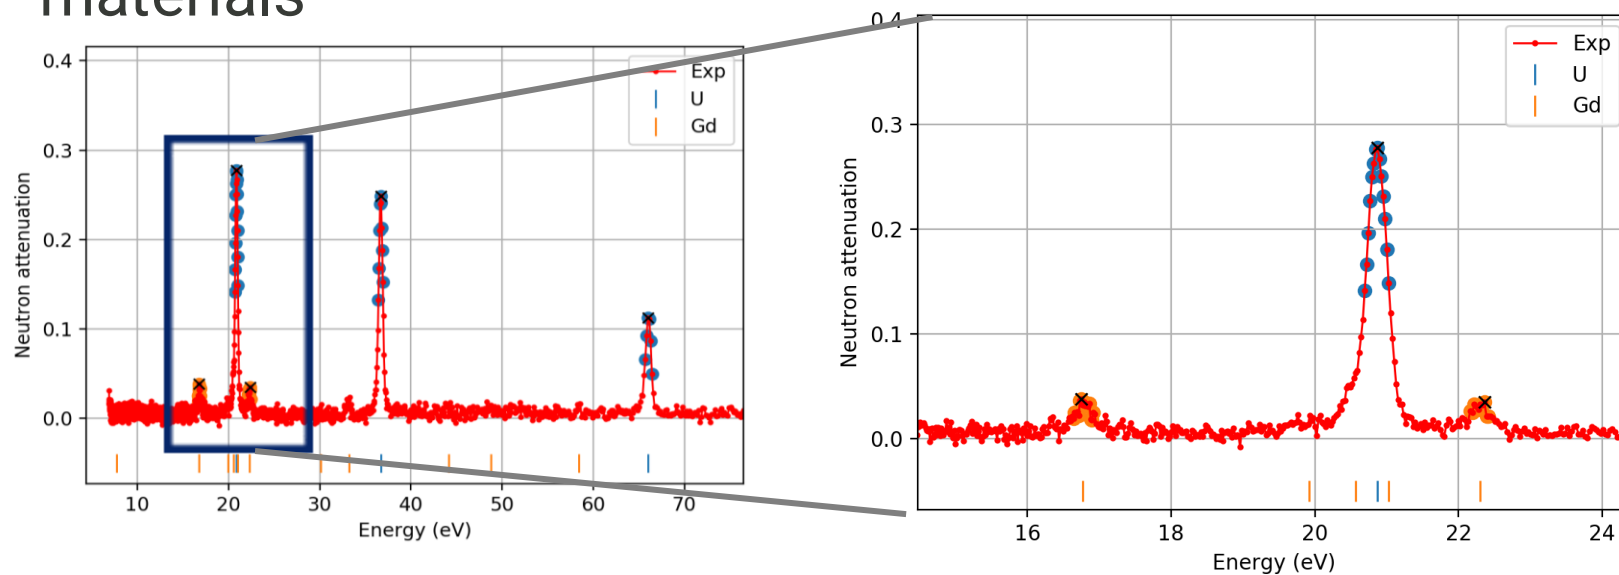 materials
0.4
0.3
0.2
0.1
0.0
Neutron attenuation
Exp
U
Gd
10 20 30 40 50 60 70
Energy (eV)
0.4
0.3
0.2
0.1
0.0
Neutron attenuation
Exp
U
Gd
16 18 20 22 24
Energy (eV)